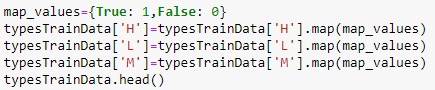 map_values={True: 1,False: 0}
typesTrainData['H']=typesTrainData['H'].map(map_values)
typesTrainData['L']=typesTrainData['L'].map(map_values)
typesTrainData['M']=typesTrainData['M'].map(map_values)
typesTrainData.head()